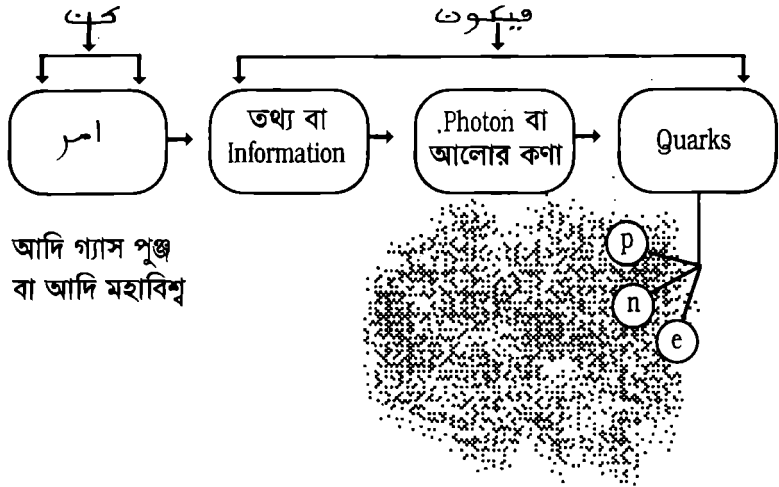 كن
فيكون
امر
তথ্য বা
Information
.Photon বা
আলোর কণা
Quarks
আদি গ্যাস পুঞ্জ
বা আদি মহাবিশ্ব
p
n
e